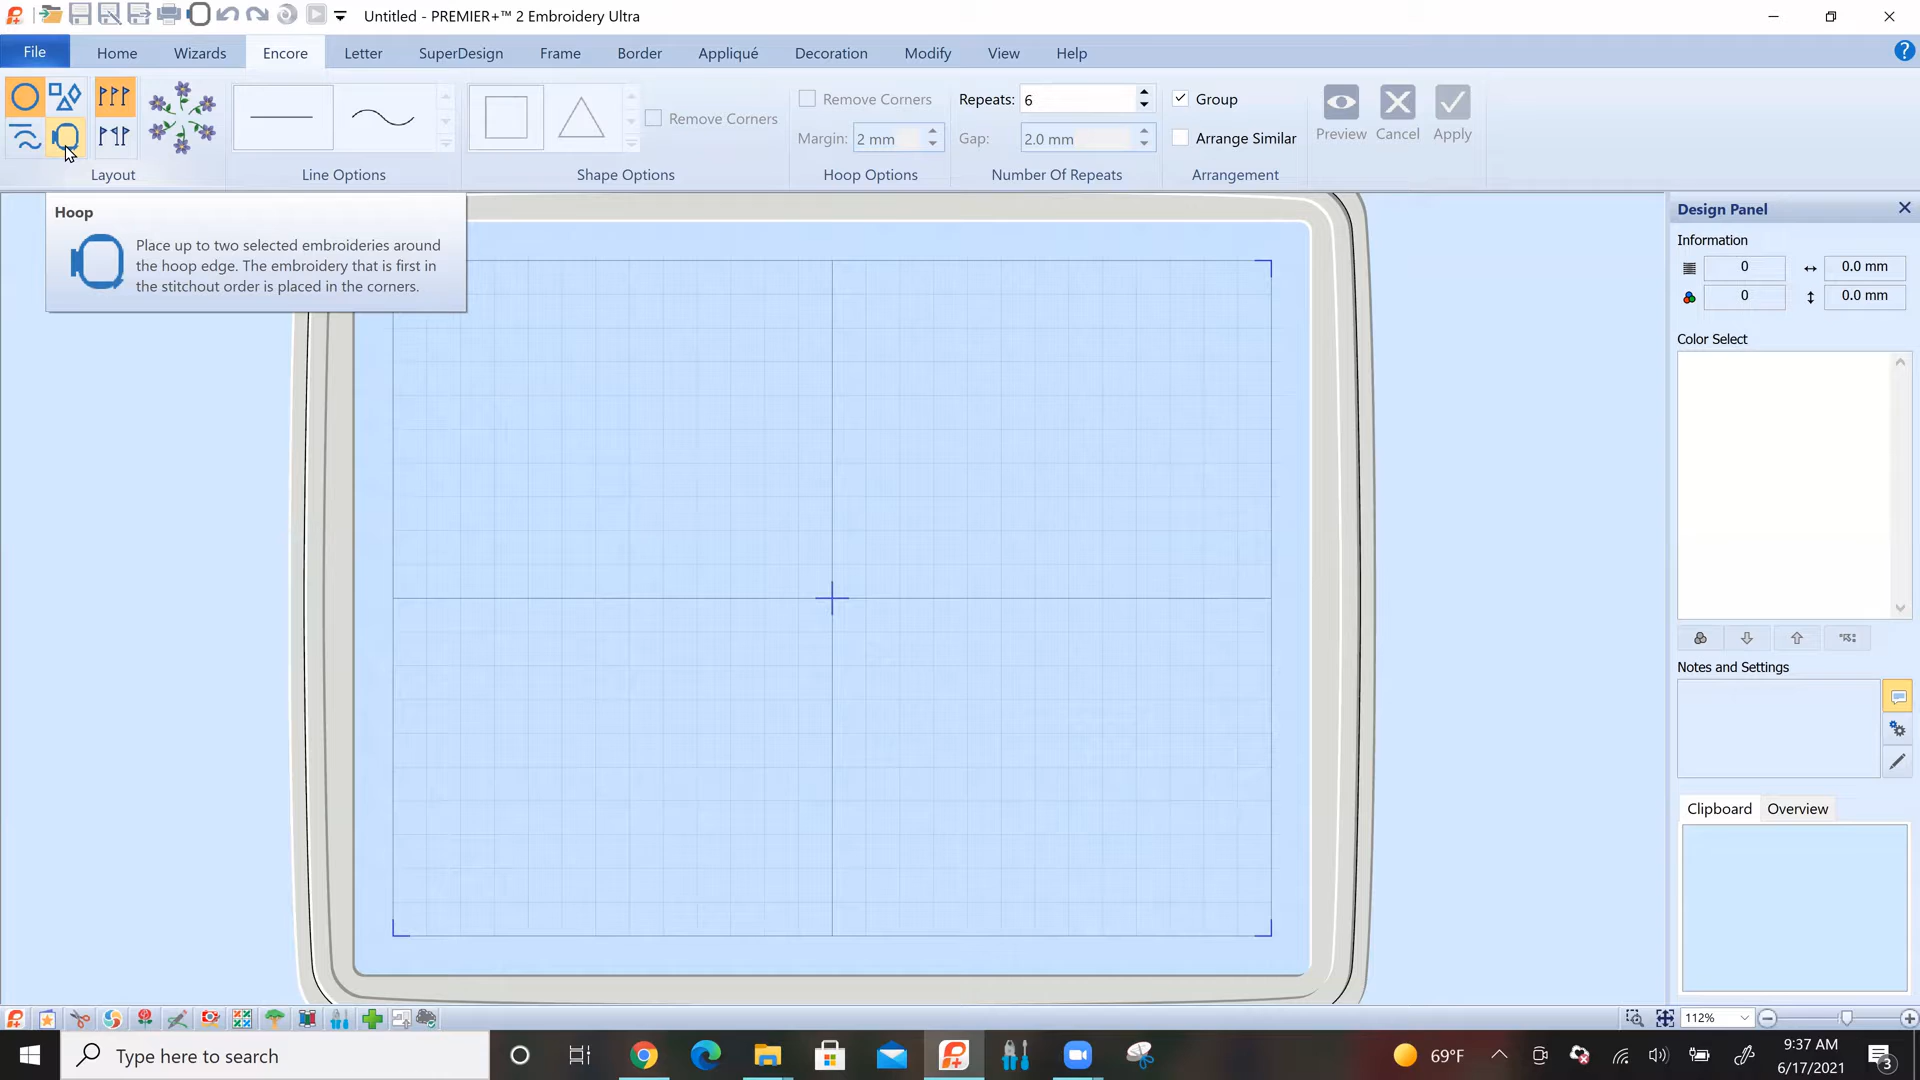 Untitled - PREMIER+™ 2 Embroidery Ultra
File
Home
Wizards
Encore
Letter
SuperDesign
Frame
Border
Appliqué
Decoration
Modify
View
Help
Remove Corners
Remove Corners
Margin: 2 mm
Repeats: 6
Gap: 2.0 mm
Group
Arrange Similar
Preview
Cancel
Apply
Layout
Line Options
Shape Options
Hoop Options
Number Of Repeats
Arrangement
Hoop
Place up to two selected embroideries around
the hoop edge. The embroidery that is first in
the stitchout order is placed in the corners.
Design Panel
Information
0
0.0 mm
0
0.0 mm
Color Select
Notes and Settings
Clipboard
Overview
112%
Type here to search
69°F
9:37 AM
6/17/2021
3